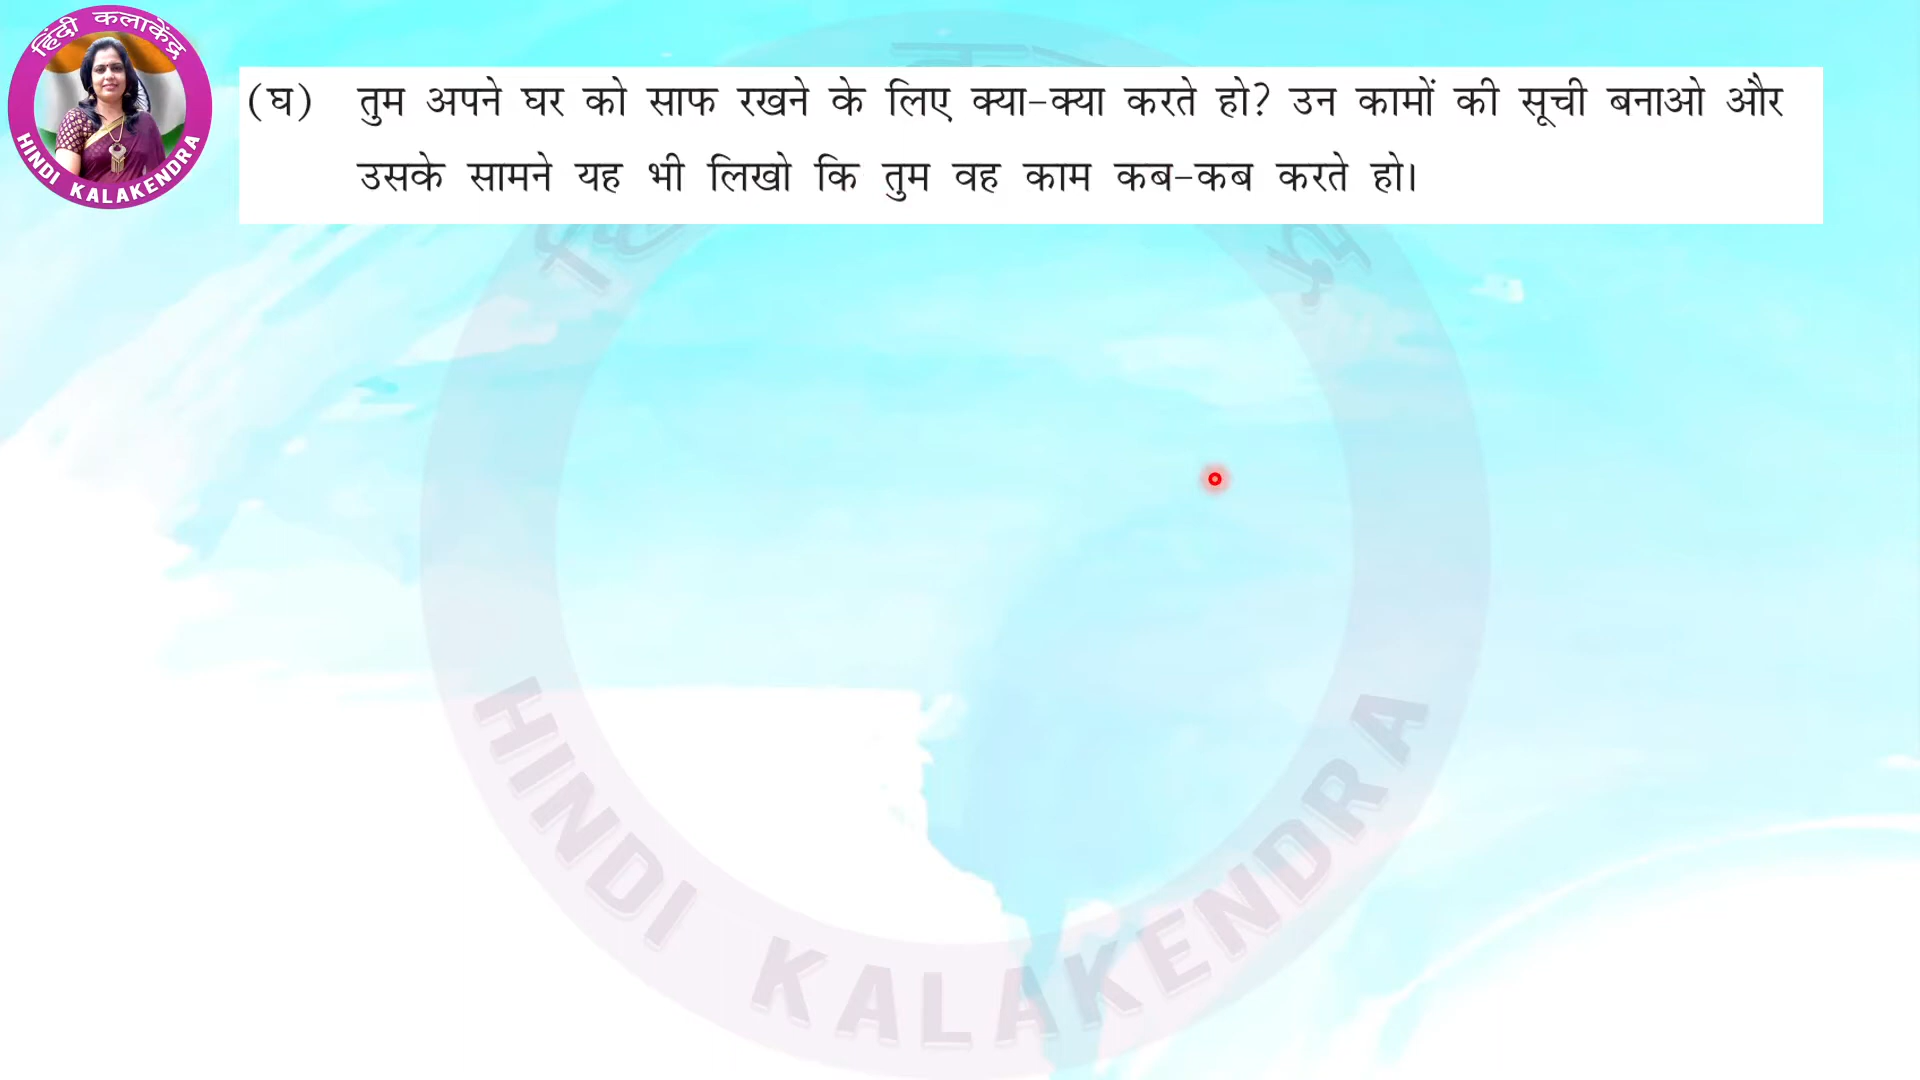 हिंदी कलाकेंद्र
HINDI KALAKENDRA
(घ) तुम अपने घर को साफ रखने के लिए क्या-क्या करते हो? उन कामों की सूची बनाओ और
उसके सामने यह भी लिखो कि तुम वह काम कब-कब करते हो।
HINDI KALAKENDRA